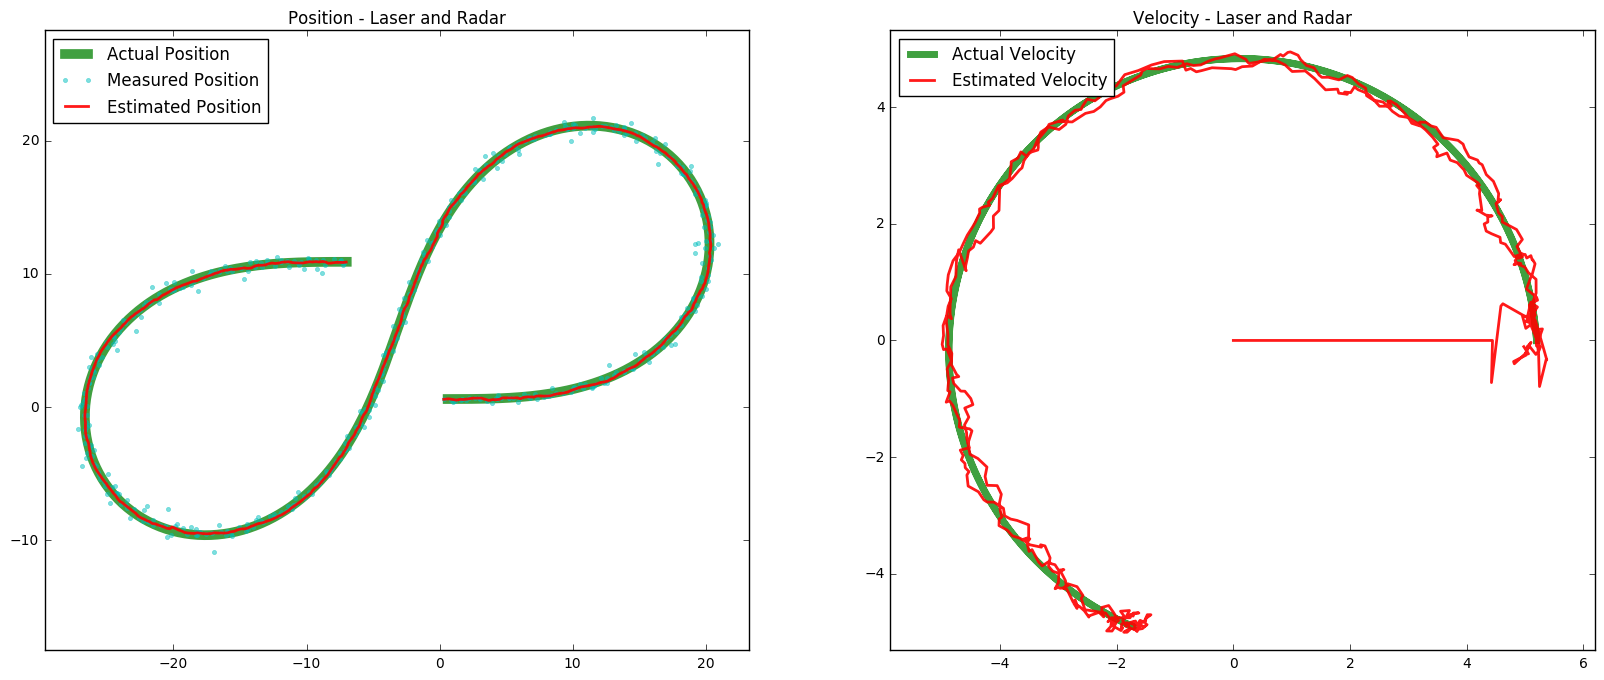 Position - Laser and Radar
Actual Position
Measured Position
Estimated Position
20
10
0
−10
−20
−10
0
10
20
Velocity - Laser and Radar
Actual Velocity
Estimated Velocity
4
2
0
−2
−4
−4
−2
0
2
4
6